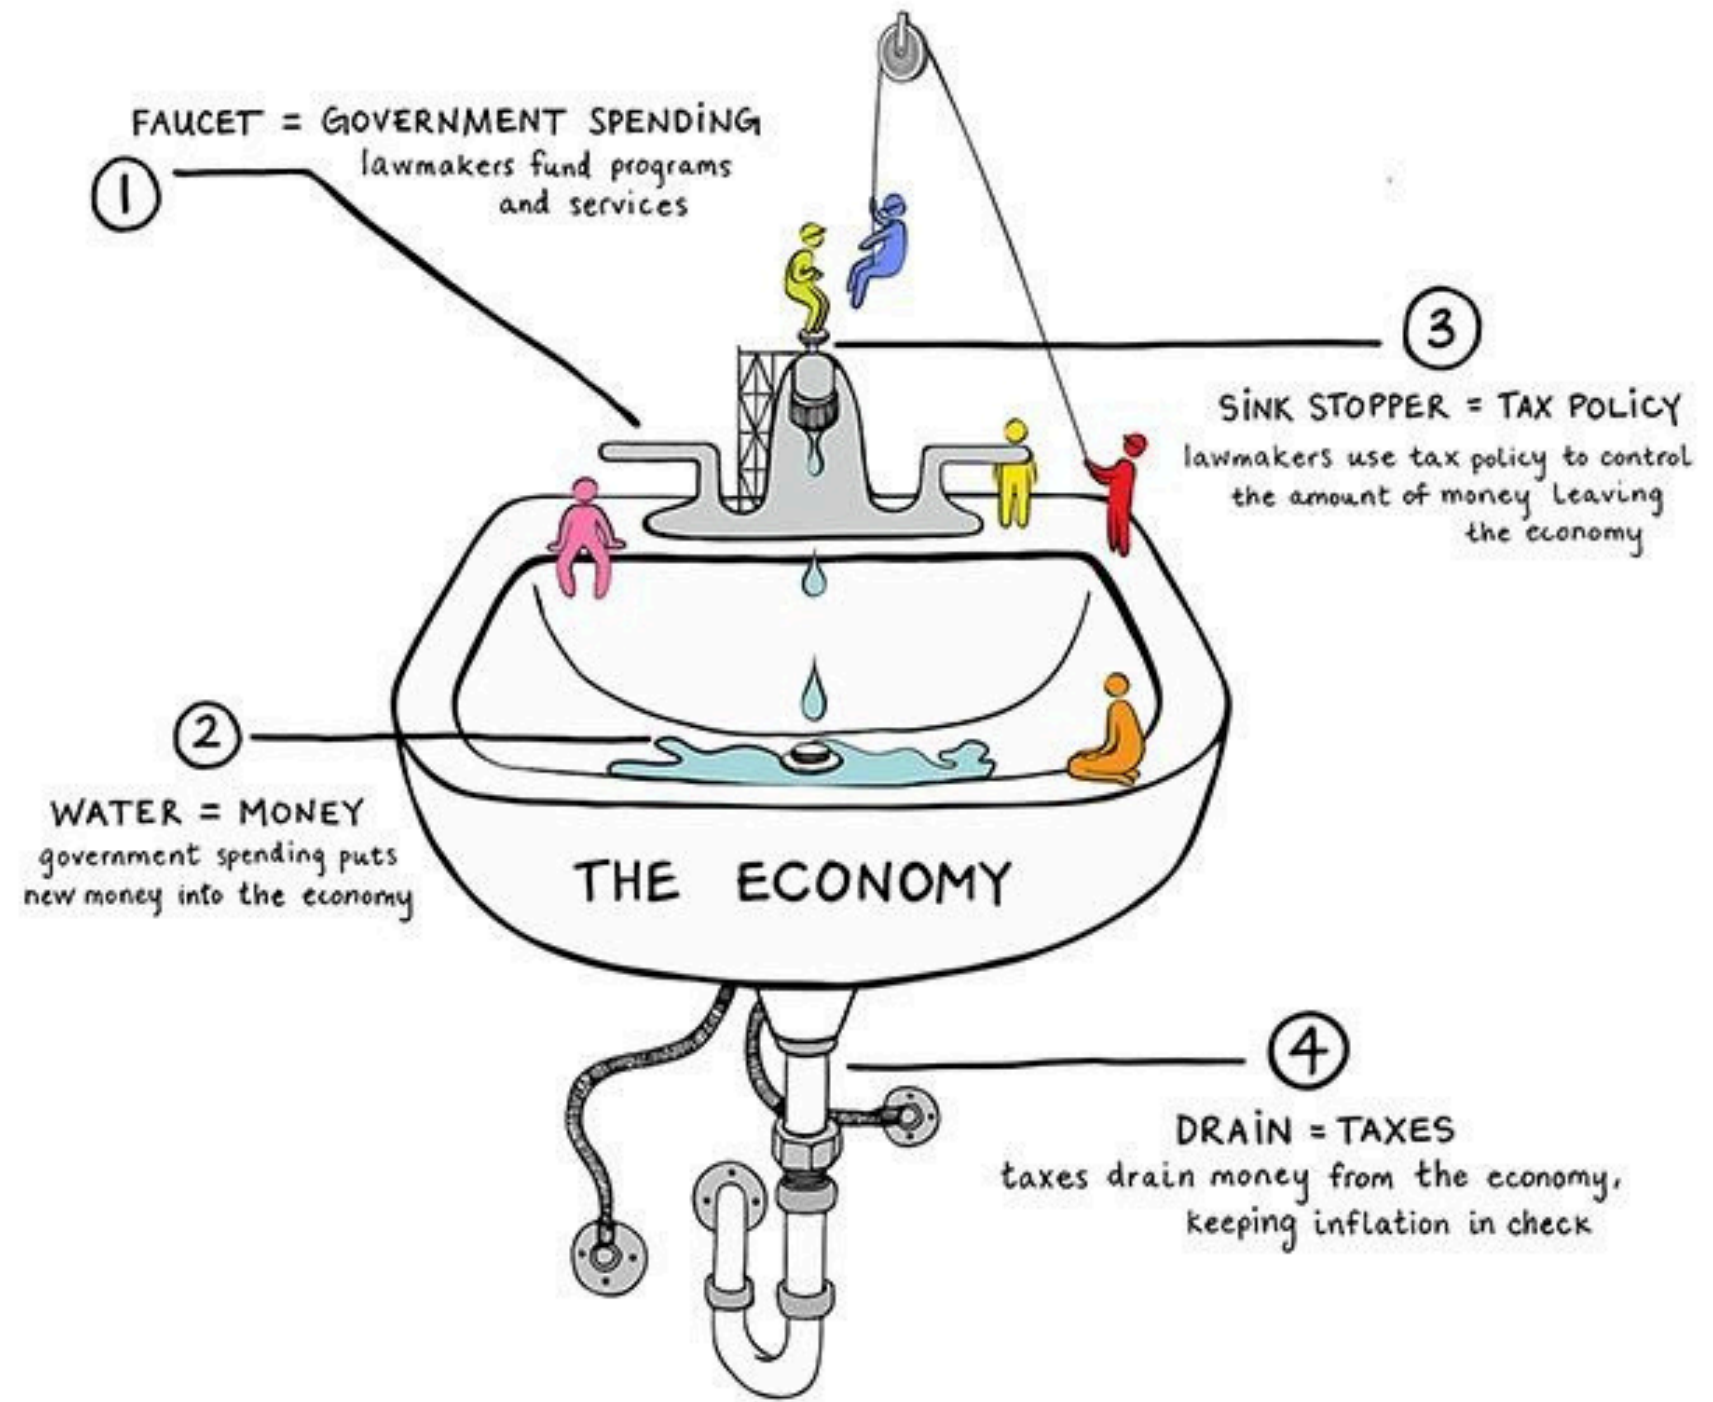 FAUCET = GOVERNMENT SPENDING
lawmakers fund programs
and services
1
3
SINK STOPPER = TAX POLICY
lawmakers use tax policy to control
the amount of money leaving
the economy
2
WATER = MONEY
government spending puts
new money into the economy
THE ECONOMY
4
DRAIN = TAXES
taxes drain money from the economy,
keeping inflation in check